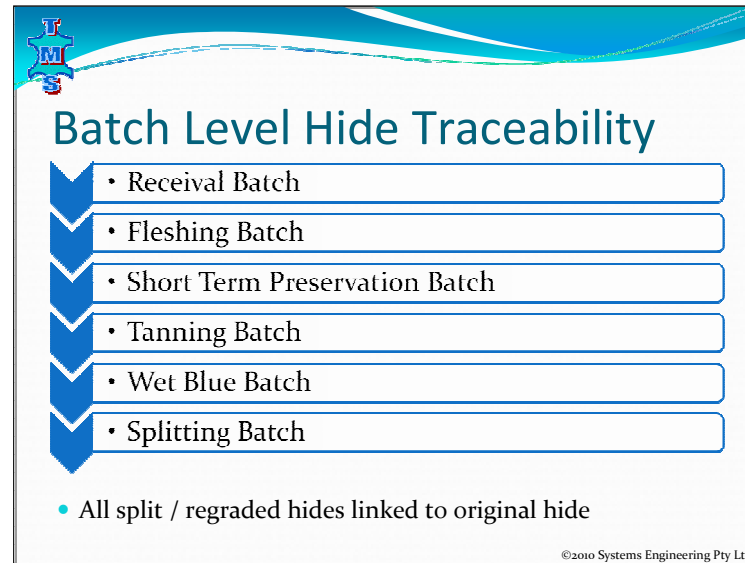 TMS
Batch Level Hide Traceability
• Receival Batch
• Fleshing Batch
• Short Term Preservation Batch
• Tanning Batch
• Wet Blue Batch
• Splitting Batch
• All split / regraded hides linked to original hide
©2010 Systems Engineering Pty Lt